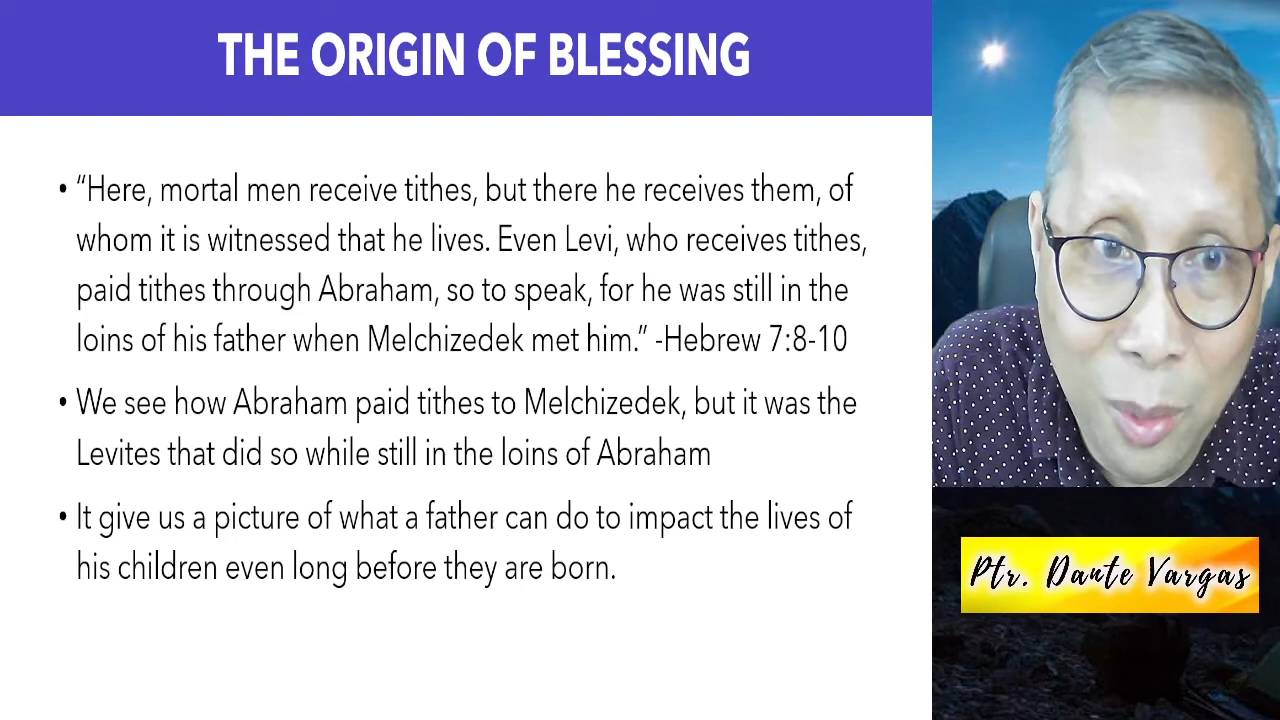 THE ORIGIN OF BLESSING
• “Here, mortal men receive tithes, but there he receives them, of
whom it is witnessed that he lives. Even Levi, who receives tithes,
paid tithes through Abraham, so to speak, for he was still in the
loins of his father when Melchizedek met him.” -Hebrew 7:8-10
• We see how Abraham paid tithes to Melchizedek, but it was the
Levites that did so while still in the loins of Abraham
• It give us a picture of what a father can do to impact the lives of
his children even long before they are born.
Ptr. Dante Vargas